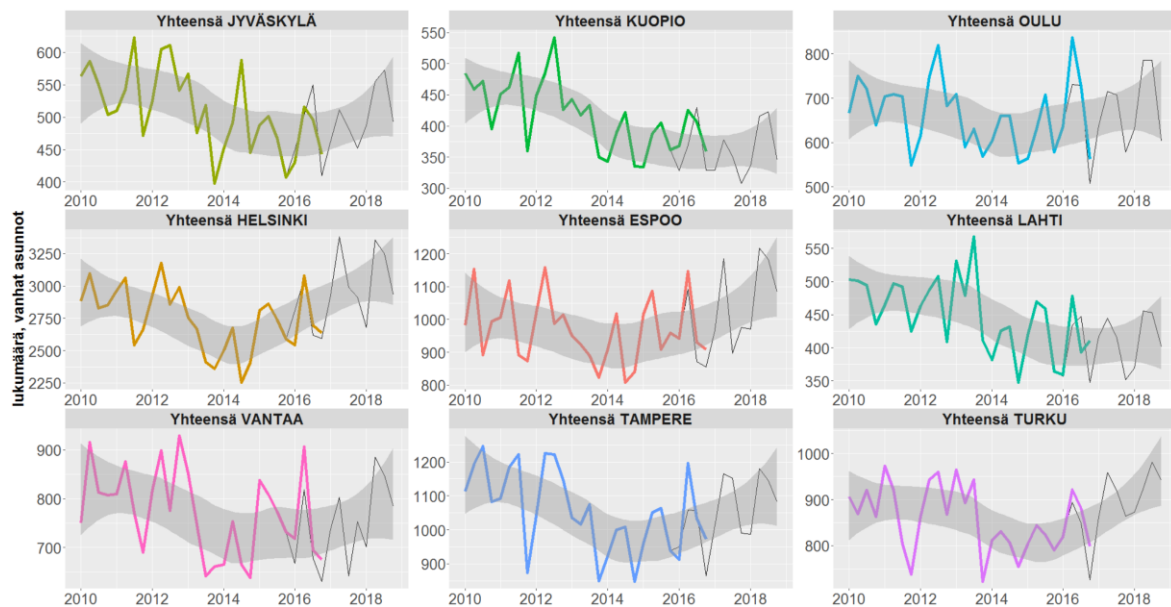 Yhteensä JYVÄSKYLÄ
600
550
500
450
400
2010 2012 2014 2016 2018
Yhteensä KUOPIO
550
500
450
400
350
300
2010 2012 2014 2016 2018
Yhteensä OULU
800
700
600
500
2010 2012 2014 2016 2018
lukumäärä, vanhat asunnot
Yhteensä HELSINKI
3250
3000
2750
2500
2250
2010 2012 2014 2016 2018
Yhteensä ESPOO
1200
1100
1000
900
800
2010 2012 2014 2016 2018
Yhteensä LAHTI
550
500
450
400
350
2010 2012 2014 2016 2018
Yhteensä VANTAA
900
800
700
2010 2012 2014 2016 2018
Yhteensä TAMPERE
1200
1100
1000
900
2010 2012 2014 2016 2018
Yhteensä TURKU
1000
900
800
2010 2012 2014 2016 2018